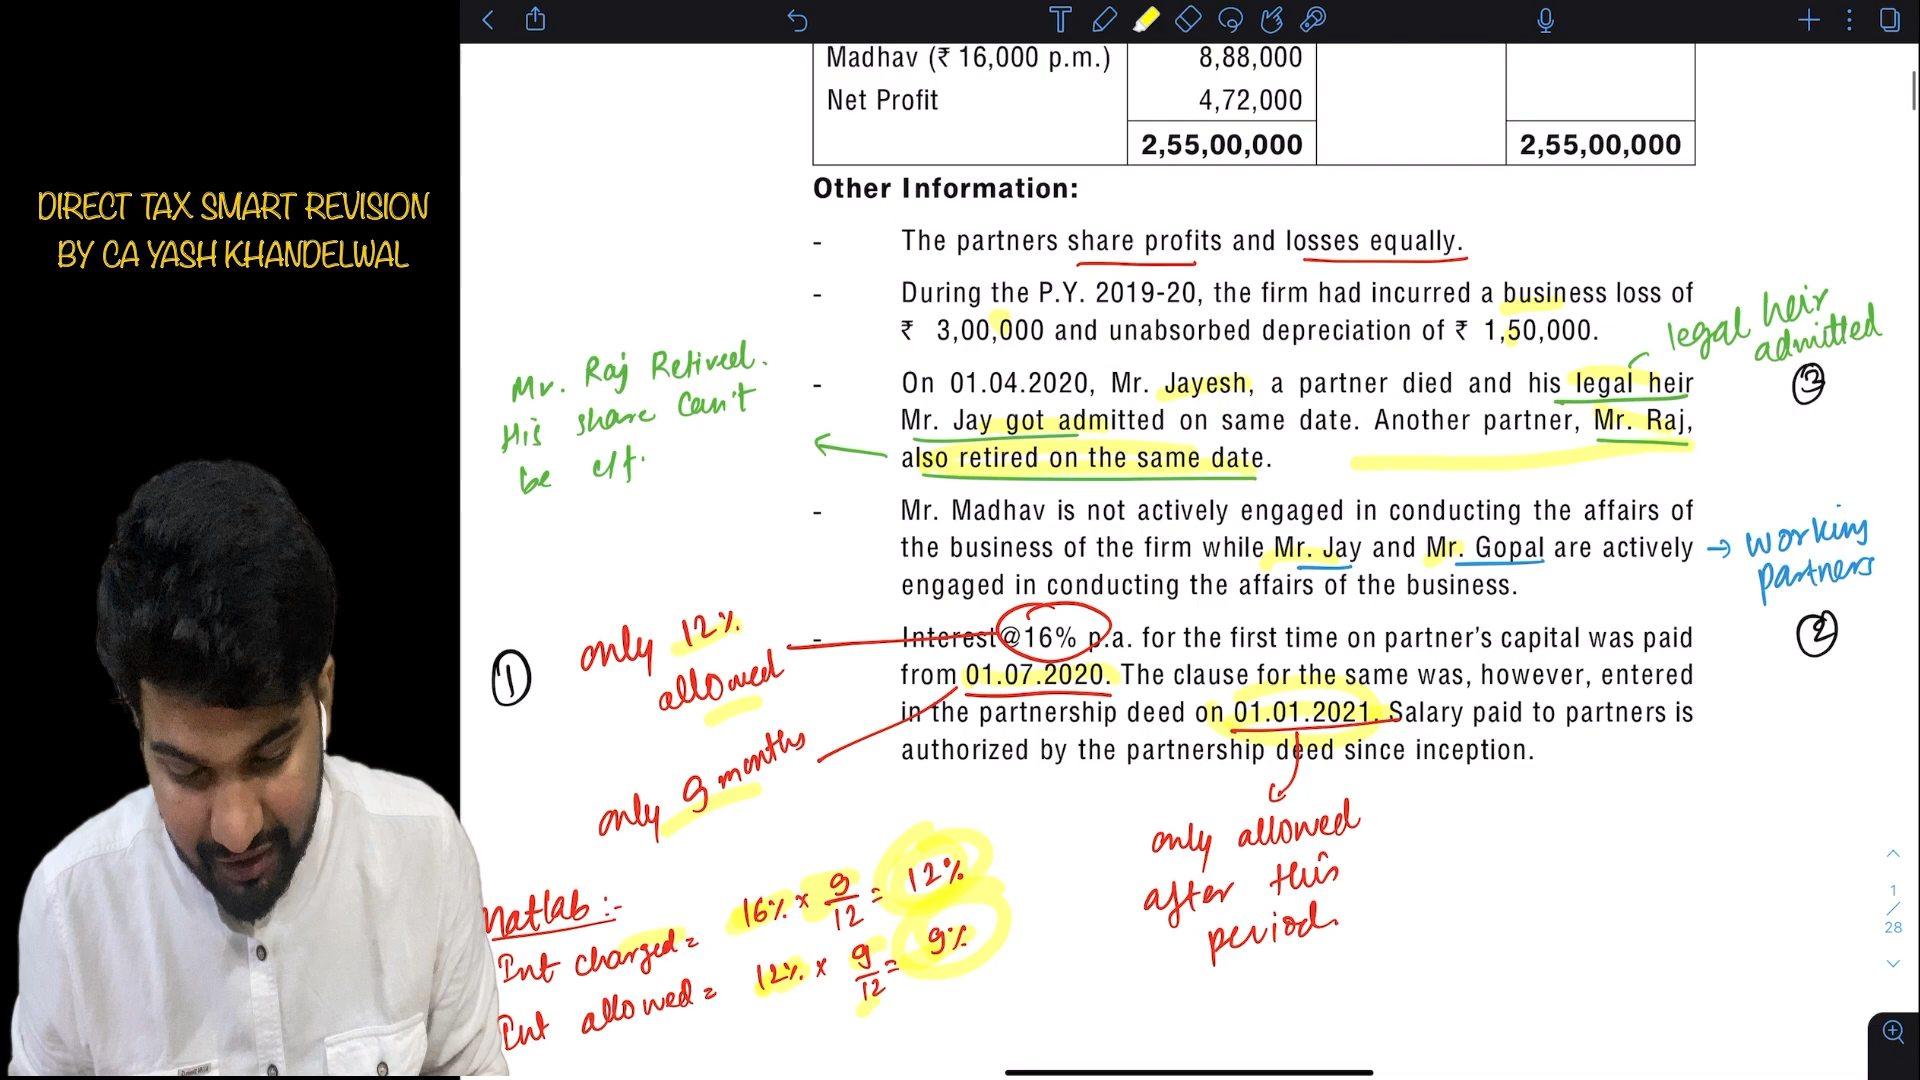 DIRECT TAX SMART REVISION
BY CA YASH KHANDELWAL
Madhav (₹ 16,000 p.m.) 8,88,000
Net Profit 4,72,000
2,55,00,000 2,55,00,000
Other Information:
- The partners share profits and losses equally.
- During the P.Y. 2019-20, the firm had incurred a business loss of
₹ 3,00,000 and unabsorbed depreciation of ₹ 1,50,000.
legal heir
admitted
③
- On 01.04.2020, Mr. Jayesh, a partner died and his legal heir
Mr. Jay got admitted on same date. Another partner, Mr. Raj,
also retired on the same date.
Mr. Raj Retired.
His share Can't
be c/f.
- Mr. Madhav is not actively engaged in conducting the affairs of
the business of the firm while Mr. Jay and Mr. Gopal are actively
engaged in conducting the affairs of the business.
→ working
partners
②
- Interest @16% p.a. for the first time on partner's capital was paid
from 01.07.2020. The clause for the same was, however, entered
in the partnership deed on 01.01.2021. Salary paid to partners is
authorized by the partnership deed since inception.
①
only 12%
allowed
only 9 months
only allowed
after this
period.
Matlab :-
Int charged = 16% × 9/12 = 12%
Int allowed = 12% × 9/12 = 9%
1
/
28